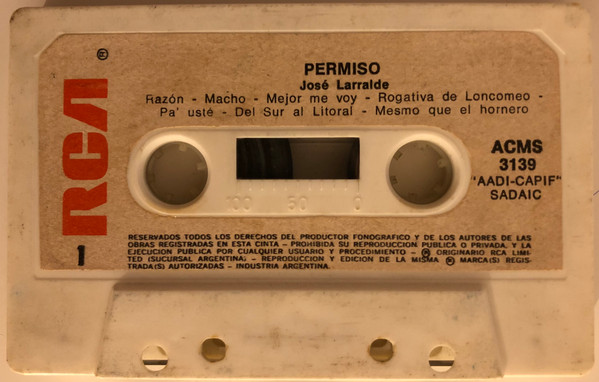 RCA ®
PERMISO
José Larralde
Razón - Macho - Mejor me voy - Rogativa de Loncomeo -
Pa' usté - Del Sur al Litoral - Mesmo que el hornero
ACMS
3139
"AADI-CAPIF"
SADAIC
100 50 0
1
RESERVADOS TODOS LOS DERECHOS DEL PRODUCTOR FONOGRAFICO Y DE LOS AUTORES DE LAS
OBRAS REGISTRADAS EN ESTA CINTA - PROHIBIDA SU REPRODUCCION PUBLICA O PRIVADA, Y LA
EJECUCION PUBLICA POR CUALQUIER USUARIO Y PROCEDIMIENTO - ℗ ORIGINARIO RCA LIMI-
TED (SUCURSAL ARGENTINA) - REPRODUCCION Y EDICION DE LA MISMA ® MARCA(S) REGIS-
TRADA(S) AUTORIZADAS - INDUSTRIA ARGENTINA.